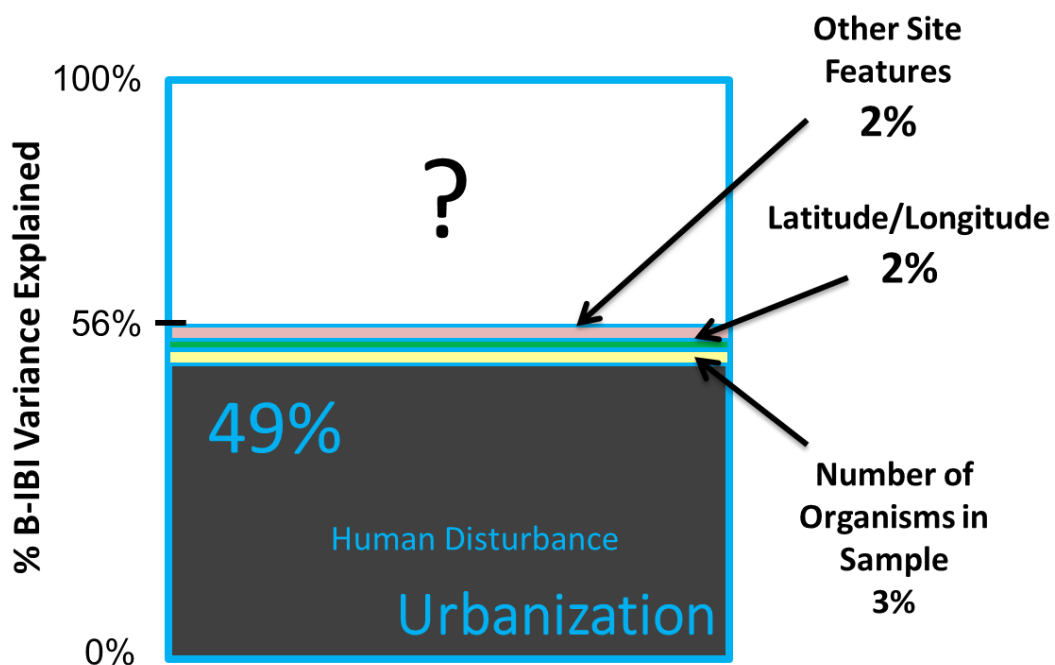 Other Site
Features
2%
100%
?
Latitude/Longitude
2%
% B-IBI Variance Explained
56%
49%
Number of
Organisms in
Sample
3%
Human Disturbance
Urbanization
0%